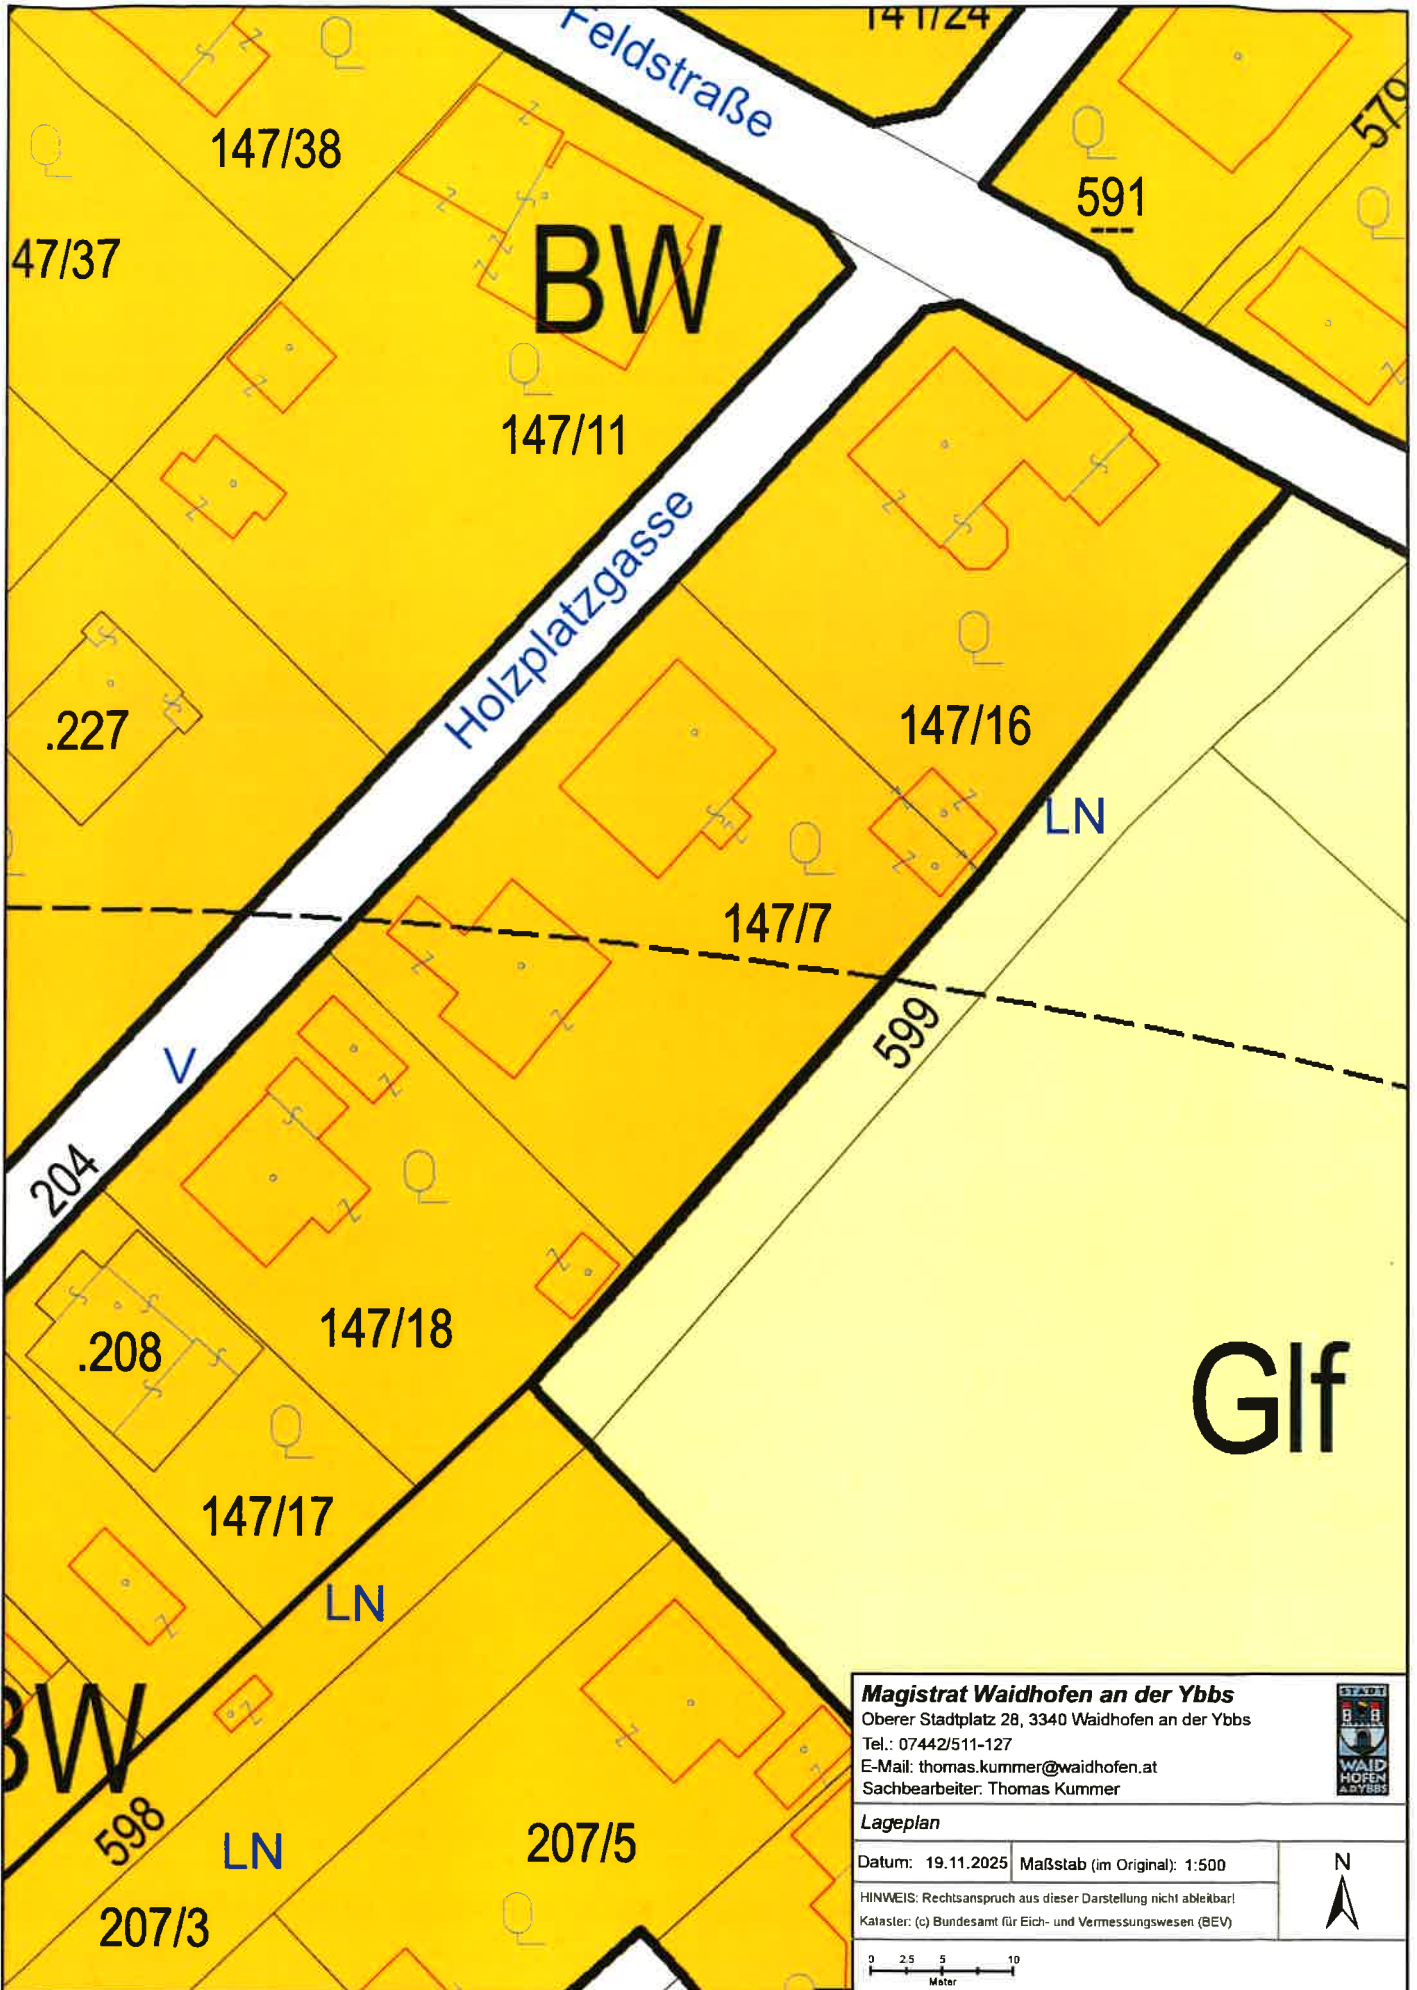 Feldstraße
141/24
147/38
579
591
47/37
BW
147/11
Holzplatzgasse
.227
147/16
LN
147/7
599
V
204
147/18
.208
Glf
147/17
LN
BW
598
LN
207/5
207/3
Magistrat Waidhofen an der Ybbs
Oberer Stadtplatz 28, 3340 Waidhofen an der Ybbs
Tel.: 07442/511-127
E-Mail: thomas.kummer@waidhofen.at
Sachbearbeiter: Thomas Kummer
STADT
WAID
HOFEN
A.D.YBBS
Lageplan
Datum: 19.11.2025 Maßstab (im Original): 1:500
N
HINWEIS: Rechtsanspruch aus dieser Darstellung nicht ableitbar!
Kataster: (c) Bundesamt für Eich- und Vermessungswesen (BEV)
0 2.5 5 10
Meter